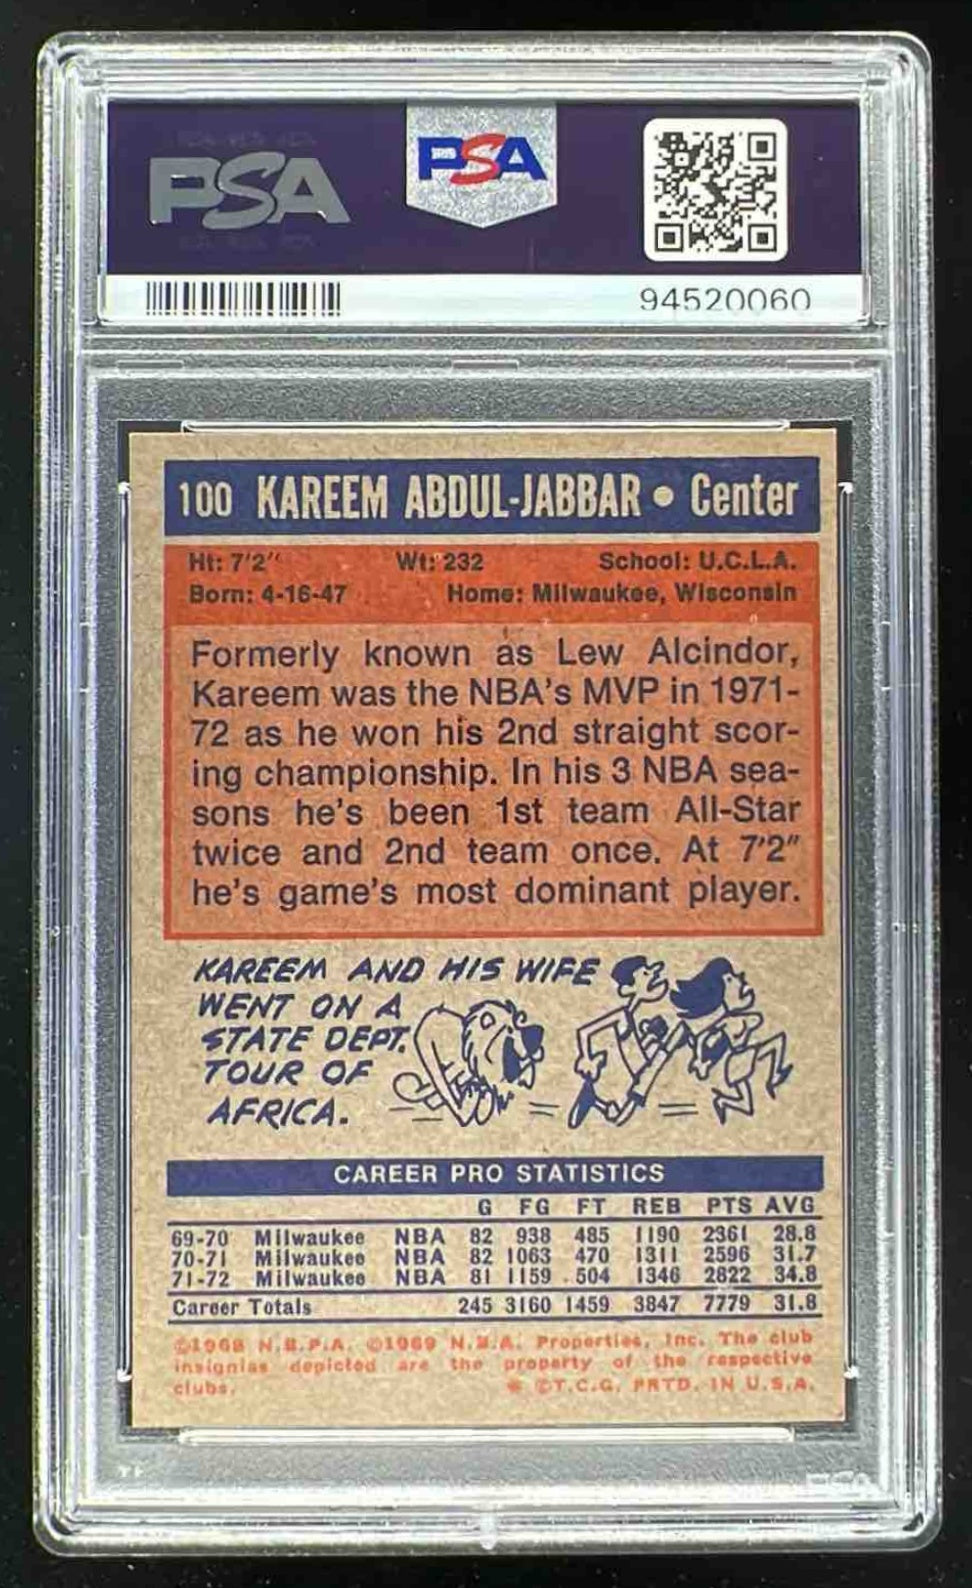 PSA
PSA
94520060
100 KAREEM ABDUL-JABBAR • Center
Ht: 7'2" Wt: 232 School: U.C.L.A.
Born: 4-16-47 Home: Milwaukee, Wisconsin
Formerly known as Lew Alcindor,
Kareem was the NBA's MVP in 1971-
72 as he won his 2nd straight scor-
ing championship. In his 3 NBA sea-
sons he's been 1st team All-Star
twice and 2nd team once. At 7'2"
he's game's most dominant player.
KAREEM AND HIS WIFE
WENT ON A
STATE DEPT.
TOUR OF
AFRICA.
CAREER PRO STATISTICS
G FG FT REB PTS AVG
69-70 Milwaukee NBA 82 938 485 1190 2361 28.8
70-71 Milwaukee NBA 82 1063 470 1311 2596 31.7
71-72 Milwaukee NBA 81 1159 504 1346 2822 34.8
Career Totals 245 3160 1459 3847 7779 31.8
©1968 N.B.P.A. ©1969 N.B.A. Properties, Inc. The club
insignias depicted are the property of the respective
clubs. * ©T.C.G. PRTD. IN U.S.A.
PSA